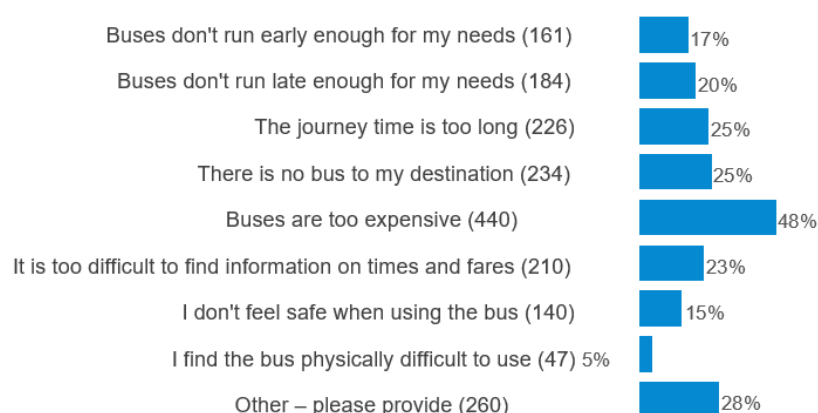 Buses don't run early enough for my needs (161) 17%
Buses don't run late enough for my needs (184) 20%
The journey time is too long (226) 25%
There is no bus to my destination (234) 25%
Buses are too expensive (440) 48%
It is too difficult to find information on times and fares (210) 23%
I don't feel safe when using the bus (140) 15%
I find the bus physically difficult to use (47) 5%
Other – please provide (260) 28%